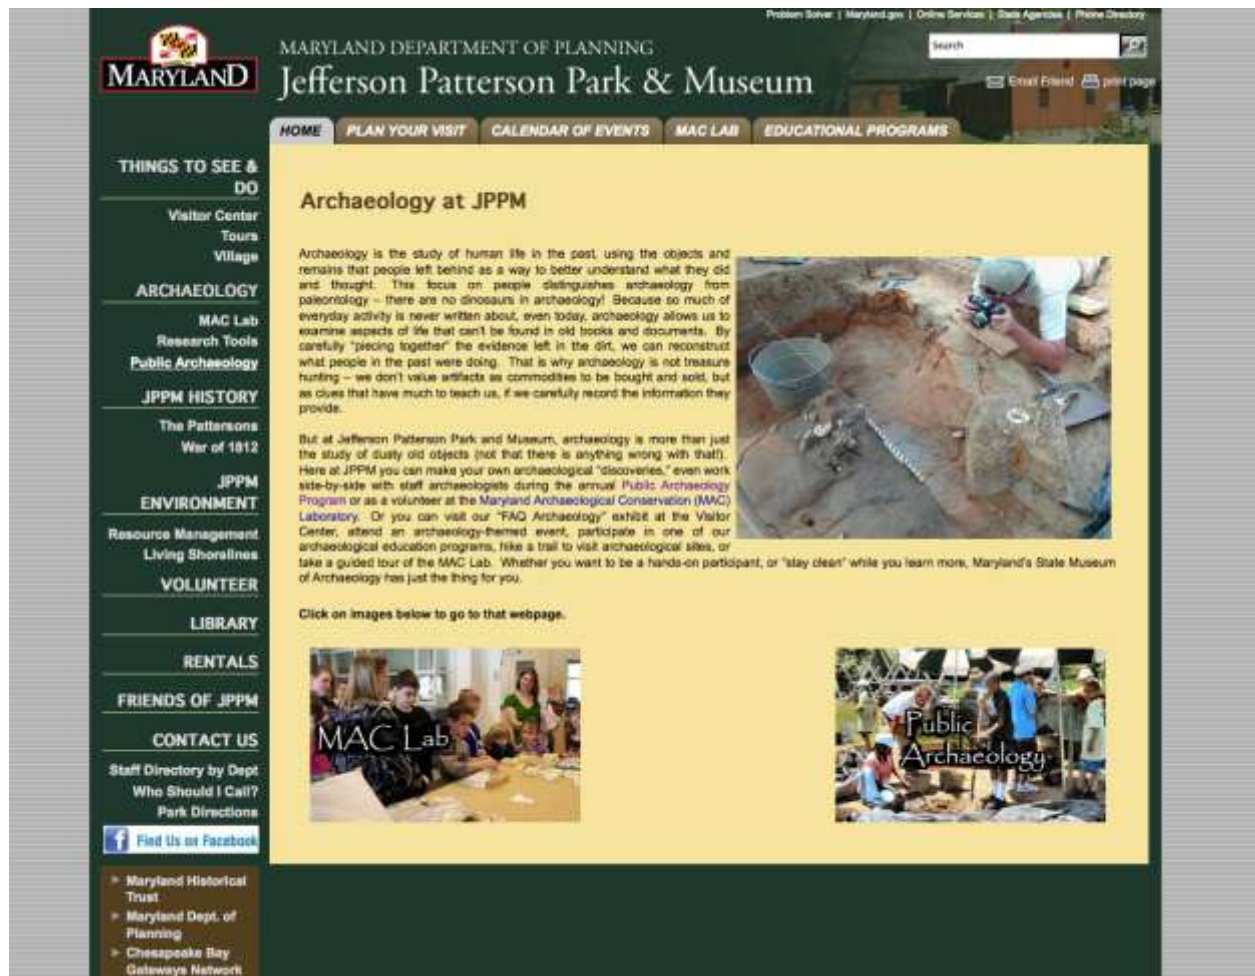 Problem Solver | Maryland.gov | Online Services | State Agencies | Phone Directory
MARYLAND
MARYLAND DEPARTMENT OF PLANNING
Jefferson Patterson Park & Museum
Search
Email Friend print page
HOME PLAN YOUR VISIT CALENDAR OF EVENTS MAC LAB EDUCATIONAL PROGRAMS
THINGS TO SEE &
DO
Visitor Center
Tours
Village
ARCHAEOLOGY
MAC Lab
Research Tools
Public Archaeology
JPPM HISTORY
The Pattersons
War of 1812
JPPM
ENVIRONMENT
Resource Management
Living Shorelines
VOLUNTEER
LIBRARY
RENTALS
FRIENDS OF JPPM
CONTACT US
Staff Directory by Dept
Who Should I Call?
Park Directions
Find Us on Facebook
Maryland Historical
Trust
Maryland Dept. of
Planning
Chesapeake Bay
Gateways Network
Archaeology at JPPM
Archaeology is the study of human life in the past, using the objects and
remains that people left behind as a way to better understand what they did
and thought. This focus on people distinguishes archaeology from
paleontology – there are no dinosaurs in archaeology! Because so much of
everyday activity is never written about, even today, archaeology allows us to
examine aspects of life that can't be found in old books and documents. By
carefully "piecing together" the evidence left in the dirt, we can reconstruct
what people in the past were doing. That is why archaeology is not treasure
hunting – we don't value artifacts as commodities to be bought and sold, but
as clues that have much to teach us, if we carefully record the information they
provide.
But at Jefferson Patterson Park and Museum, archaeology is more than just
the study of dusty old objects (not that there is anything wrong with that!).
Here at JPPM you can make your own archaeological "discoveries," even work
side-by-side with staff archaeologists during the annual Public Archaeology
Program or as a volunteer at the Maryland Archaeological Conservation (MAC)
Laboratory. Or you can visit our "FAQ Archaeology" exhibit at the Visitor
Center, attend an archaeology-themed event, participate in one of our
archaeological education programs, hike a trail to visit archaeological sites, or
take a guided tour of the MAC Lab. Whether you want to be a hands-on participant, or "stay clean" while you learn more, Maryland's State Museum
of Archaeology has just the thing for you.
Click on images below to go to that webpage.
MAC Lab
Public
Archaeology